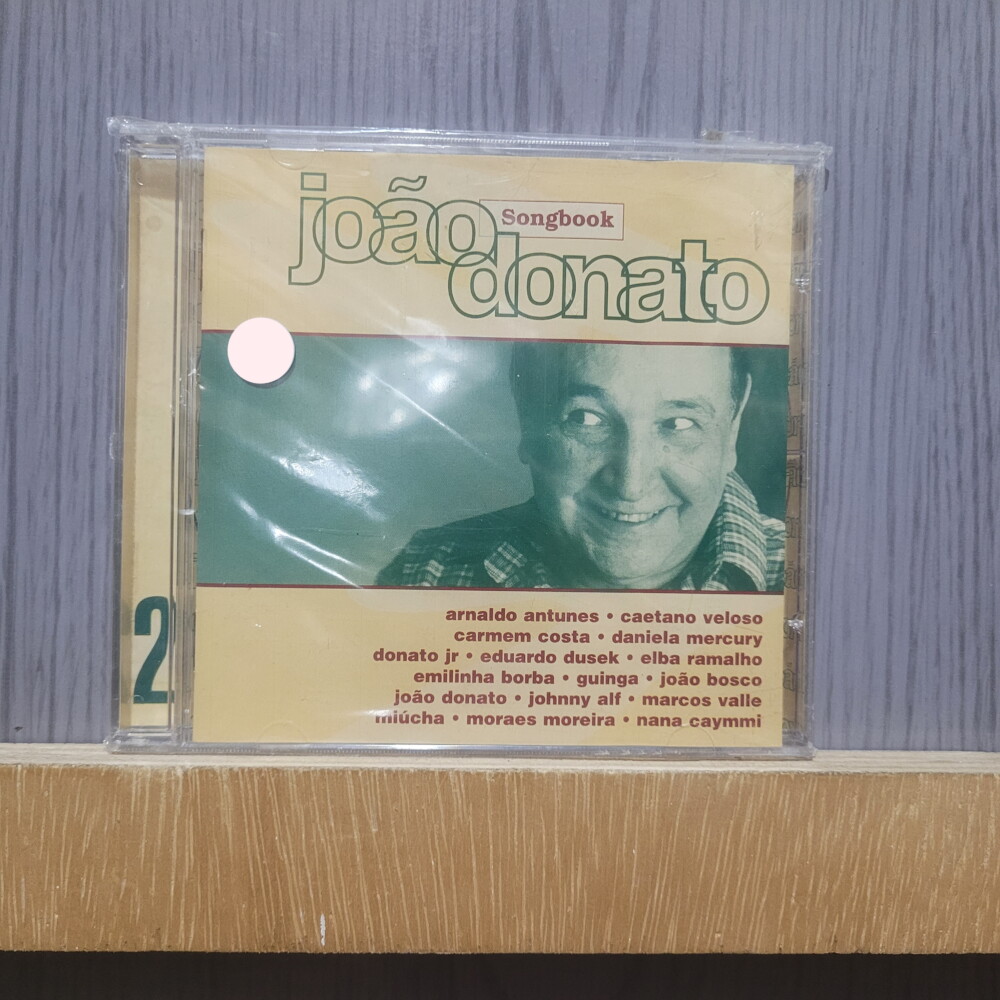 joão
Songbook
donato
arnaldo antunes • caetano veloso
carmem costa • daniela mercury
donato jr • eduardo dusek • elba ramalho
emilinha borba • guinga • joão bosco
joão donato • johnny alf • marcos valle
miúcha • moraes moreira • nana caymmi
2